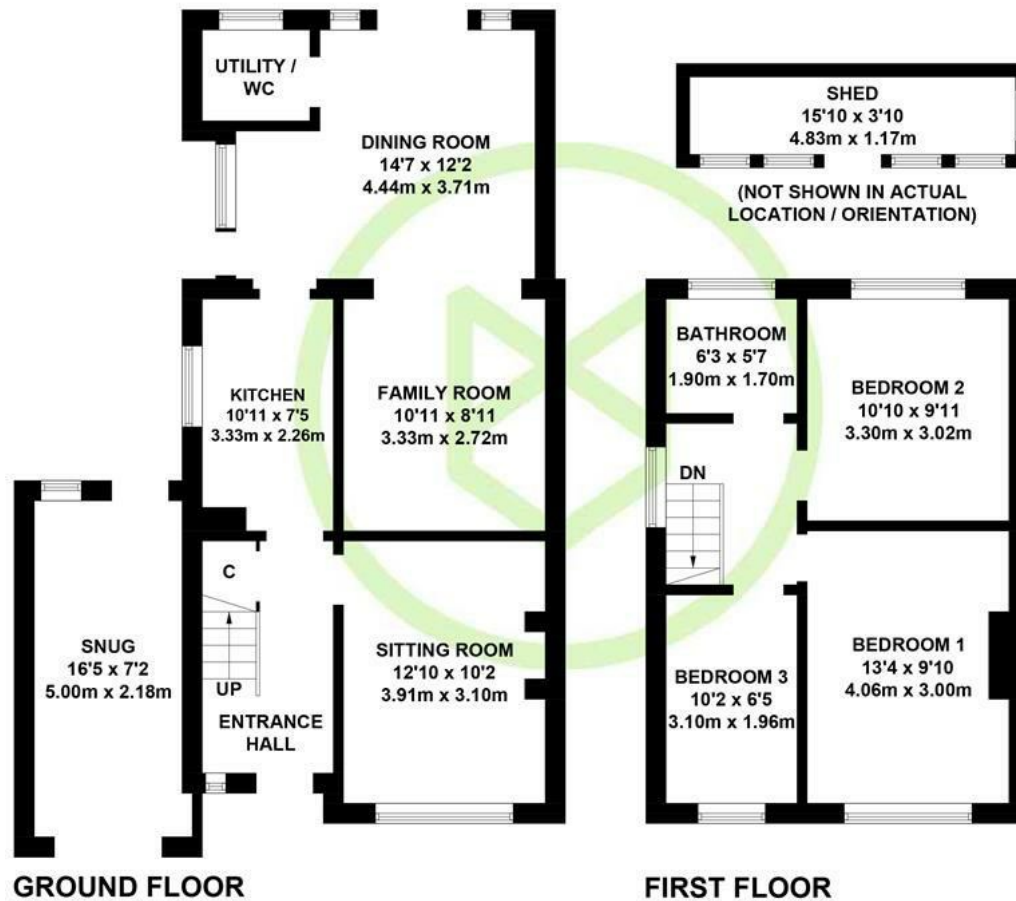 UTILITY /
WC
DINING ROOM
14'7 x 12'2
4.44m x 3.71m
SHED
15'10 x 3'10
4.83m x 1.17m
(NOT SHOWN IN ACTUAL
LOCATION / ORIENTATION)
KITCHEN
10'11 x 7'5
3.33m x 2.26m
FAMILY ROOM
10'11 x 8'11
3.33m x 2.72m
C
UP
SNUG
16'5 x 7'2
5.00m x 2.18m
ENTRANCE
HALL
SITTING ROOM
12'10 x 10'2
3.91m x 3.10m
GROUND FLOOR
BATHROOM
6'3 x 5'7
1.90m x 1.70m
BEDROOM 2
10'10 x 9'11
3.30m x 3.02m
DN
BEDROOM 3
10'2 x 6'5
3.10m x 1.96m
BEDROOM 1
13'4 x 9'10
4.06m x 3.00m
FIRST FLOOR